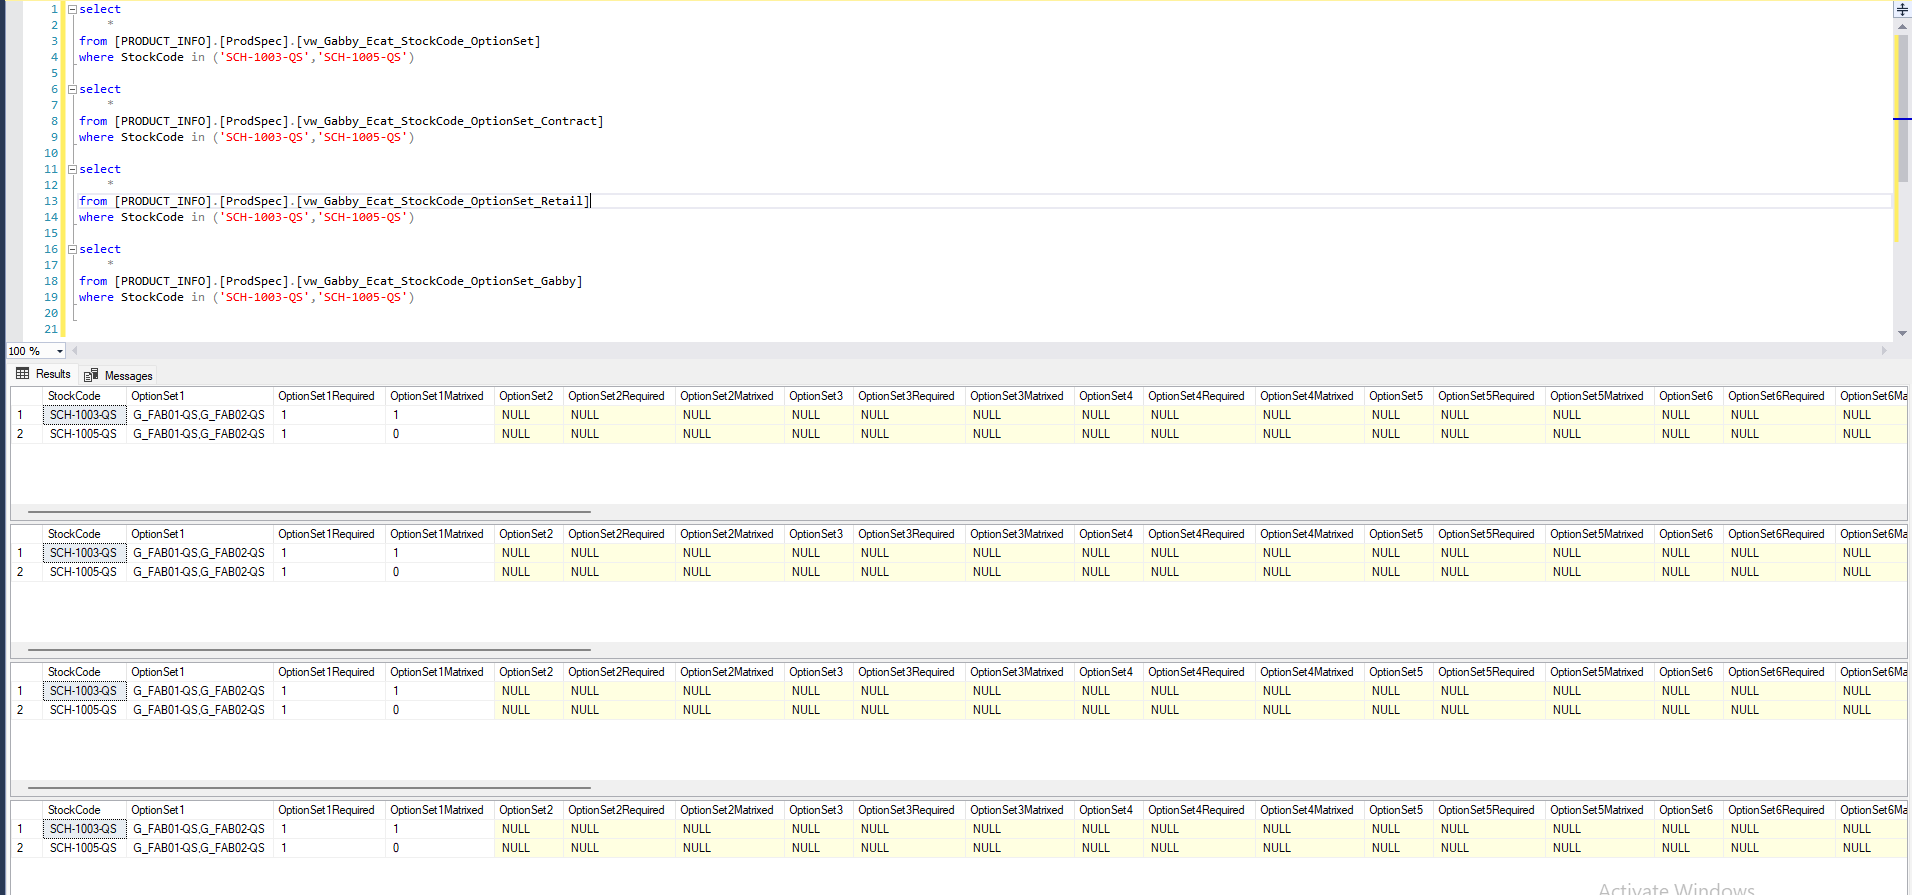 1 select
2 *
3 from [PRODUCT_INFO].[ProdSpec].[vw_Gabby_Ecat_StockCode_OptionSet]
4 where StockCode in ('SCH-1003-QS','SCH-1005-QS')
5
6 select
7 *
8 from [PRODUCT_INFO].[ProdSpec].[vw_Gabby_Ecat_StockCode_OptionSet_Contract]
9 where StockCode in ('SCH-1003-QS','SCH-1005-QS')
10
11 select
12 *
13 from [PRODUCT_INFO].[ProdSpec].[vw_Gabby_Ecat_StockCode_OptionSet_Retail]
14 where StockCode in ('SCH-1003-QS','SCH-1005-QS')
15
16 select
17 *
18 from [PRODUCT_INFO].[ProdSpec].[vw_Gabby_Ecat_StockCode_OptionSet_Gabby]
19 where StockCode in ('SCH-1003-QS','SCH-1005-QS')
20
21
100 %
Results Messages
StockCode OptionSet1 OptionSet1Required OptionSet1Matrixed OptionSet2 OptionSet2Required OptionSet2Matrixed OptionSet3 OptionSet3Required OptionSet3Matrixed OptionSet4 OptionSet4Required OptionSet4Matrixed OptionSet5 OptionSet5Required OptionSet5Matrixed OptionSet6 OptionSet6Required OptionSet6Ma
1 SCH-1003-QS G_FAB01-QS,G_FAB02-QS 1 1 NULL NULL NULL NULL NULL NULL NULL NULL NULL NULL NULL NULL NULL NULL NULL
2 SCH-1005-QS G_FAB01-QS,G_FAB02-QS 1 0 NULL NULL NULL NULL NULL NULL NULL NULL NULL NULL NULL NULL NULL NULL NULL
StockCode OptionSet1 OptionSet1Required OptionSet1Matrixed OptionSet2 OptionSet2Required OptionSet2Matrixed OptionSet3 OptionSet3Required OptionSet3Matrixed OptionSet4 OptionSet4Required OptionSet4Matrixed OptionSet5 OptionSet5Required OptionSet5Matrixed OptionSet6 OptionSet6Required OptionSet6Ma
1 SCH-1003-QS G_FAB01-QS,G_FAB02-QS 1 1 NULL NULL NULL NULL NULL NULL NULL NULL NULL NULL NULL NULL NULL NULL NULL
2 SCH-1005-QS G_FAB01-QS,G_FAB02-QS 1 0 NULL NULL NULL NULL NULL NULL NULL NULL NULL NULL NULL NULL NULL NULL NULL
StockCode OptionSet1 OptionSet1Required OptionSet1Matrixed OptionSet2 OptionSet2Required OptionSet2Matrixed OptionSet3 OptionSet3Required OptionSet3Matrixed OptionSet4 OptionSet4Required OptionSet4Matrixed OptionSet5 OptionSet5Required OptionSet5Matrixed OptionSet6 OptionSet6Required OptionSet6Ma
1 SCH-1003-QS G_FAB01-QS,G_FAB02-QS 1 1 NULL NULL NULL NULL NULL NULL NULL NULL NULL NULL NULL NULL NULL NULL NULL
2 SCH-1005-QS G_FAB01-QS,G_FAB02-QS 1 0 NULL NULL NULL NULL NULL NULL NULL NULL NULL NULL NULL NULL NULL NULL NULL
StockCode OptionSet1 OptionSet1Required OptionSet1Matrixed OptionSet2 OptionSet2Required OptionSet2Matrixed OptionSet3 OptionSet3Required OptionSet3Matrixed OptionSet4 OptionSet4Required OptionSet4Matrixed OptionSet5 OptionSet5Required OptionSet5Matrixed OptionSet6 OptionSet6Required OptionSet6Ma
1 SCH-1003-QS G_FAB01-QS,G_FAB02-QS 1 1 NULL NULL NULL NULL NULL NULL NULL NULL NULL NULL NULL NULL NULL NULL NULL
2 SCH-1005-QS G_FAB01-QS,G_FAB02-QS 1 0 NULL NULL NULL NULL NULL NULL NULL NULL NULL NULL NULL NULL NULL NULL NULL
Activate Windows